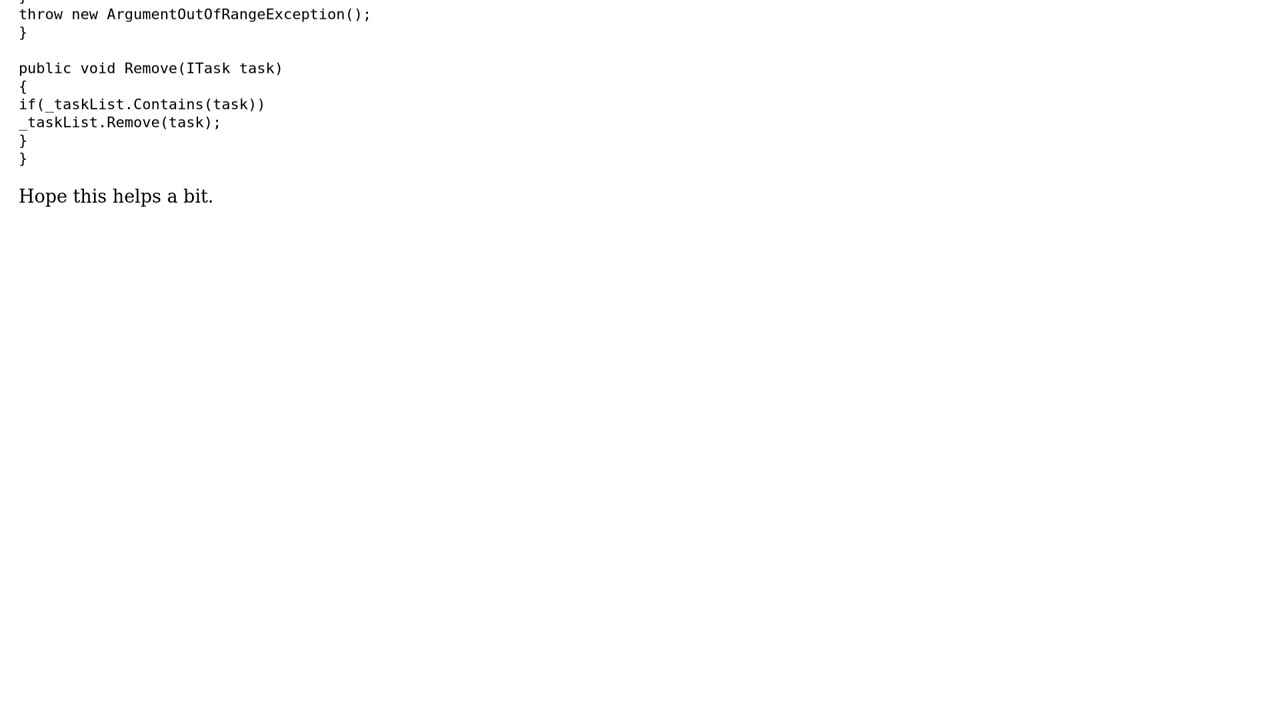 }
throw new ArgumentOutOfRangeException();
}
public void Remove(ITask task)
{
if(_taskList.Contains(task))
_taskList.Remove(task);
}
}
Hope this helps a bit.